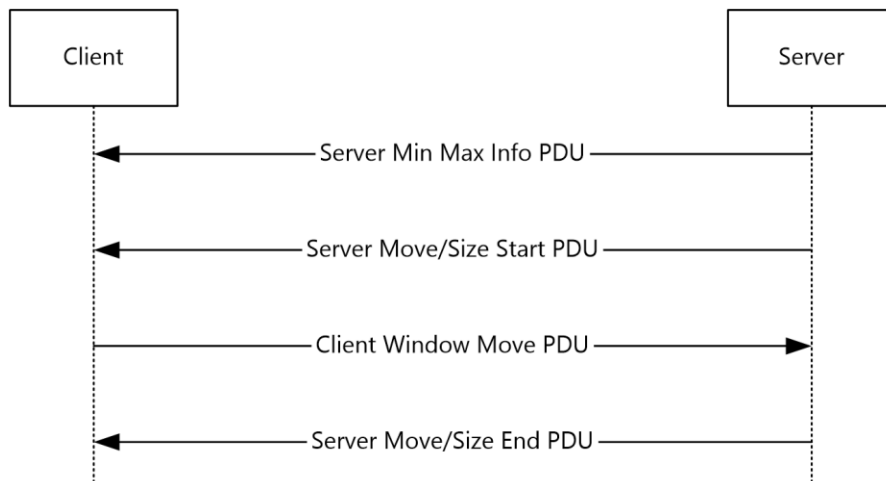 Client
Server
Server Min Max Info PDU
Server Move/Size Start PDU
Client Window Move PDU
Server Move/Size End PDU